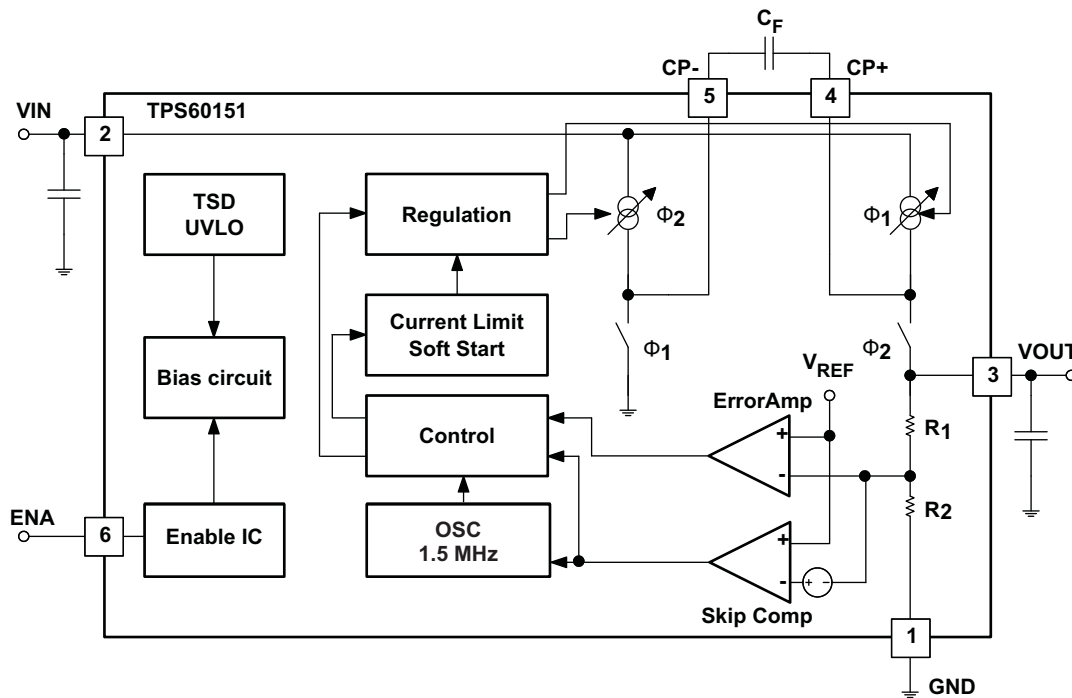 CF
CP-
CP+
5
4
VIN
TPS60151
2
TSD
UVLO
Regulation
Φ2
Φ1
Current Limit
Soft Start
Φ1
Φ2
VREF
VOUT
3
Bias circuit
ErrorAmp
Control
+
-
R1
R2
ENA
6
Enable IC
OSC
1.5 MHz
+
-
+ -
Skip Comp
1
GND